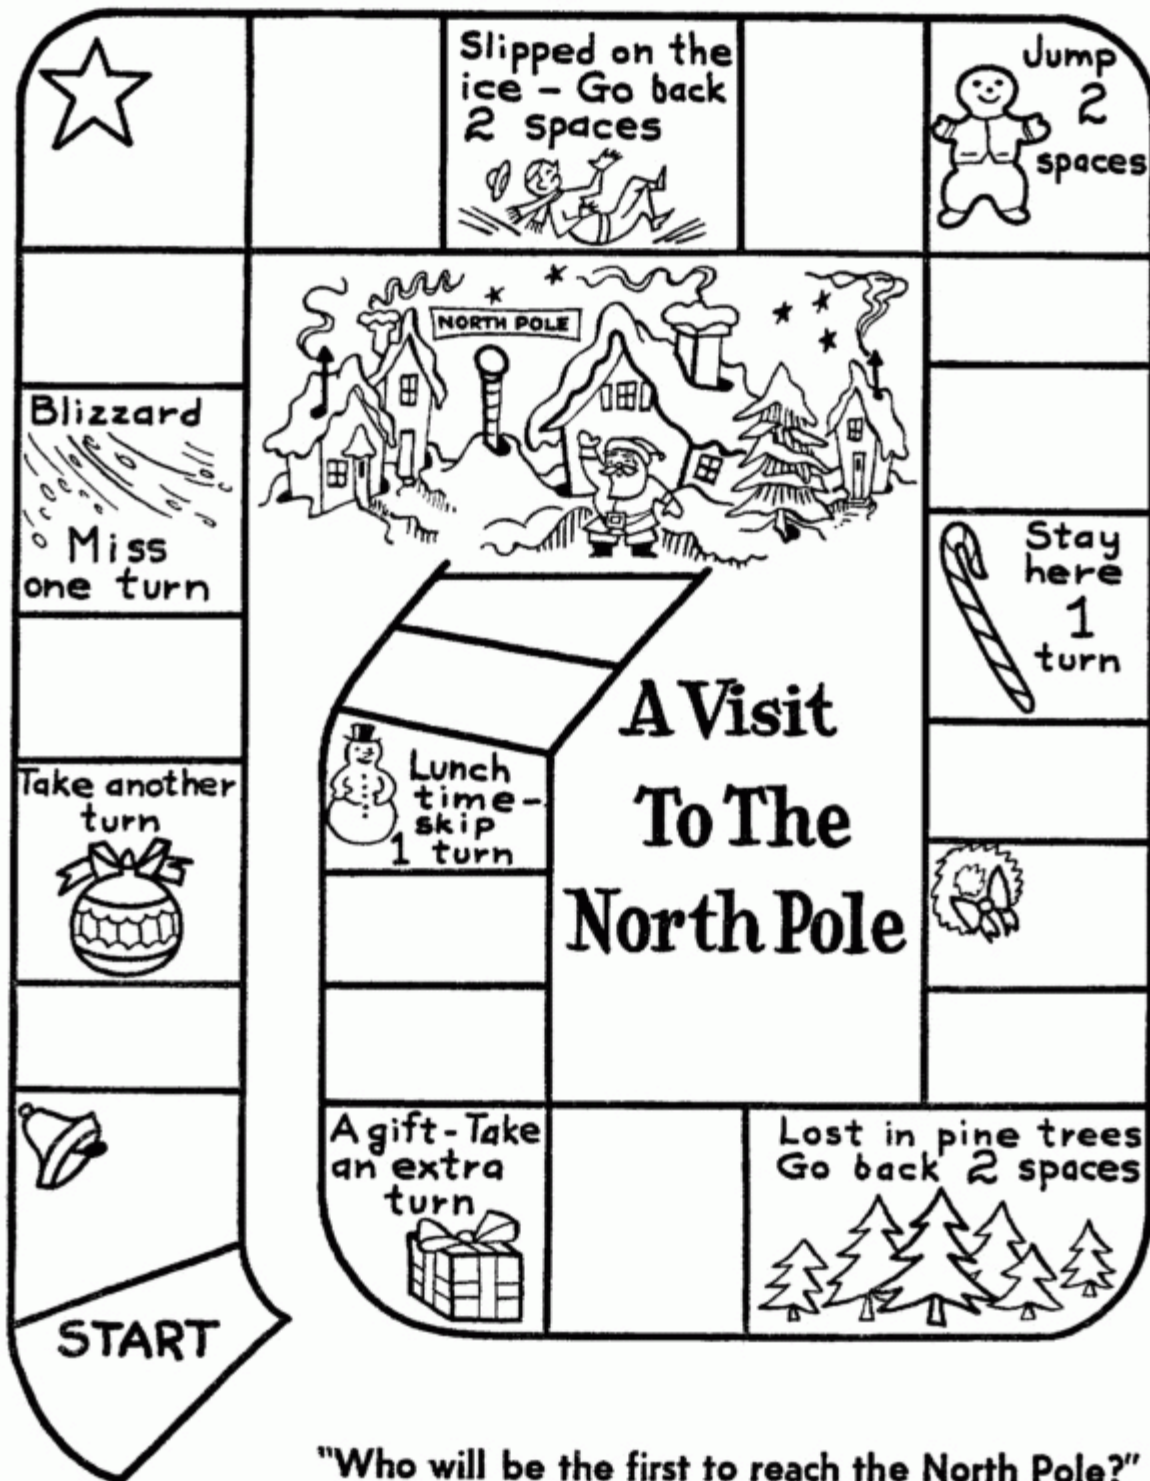 Slipped on the
ice - Go back
2 spaces
Jump
2
spaces
NORTH POLE
Blizzard
Miss
one turn
Stay
here
1
turn
A Visit
To The
North Pole
Lunch
time-
skip
1 turn
Take another
turn
A gift - Take
an extra
turn
Lost in pine trees
Go back 2 spaces
START
"Who will be the first to reach the North Pole?"